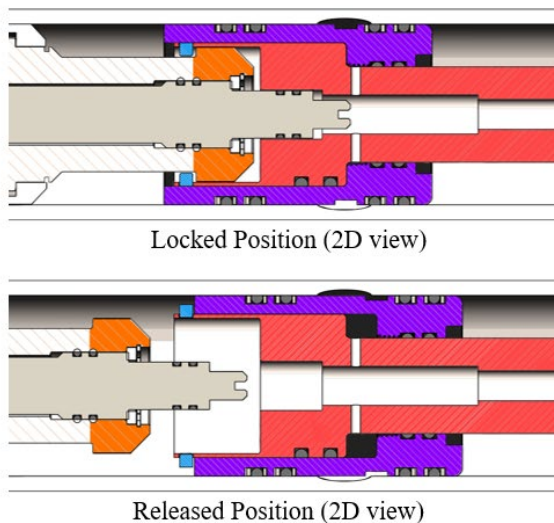 Locked Position (2D view)
Released Position (2D view)